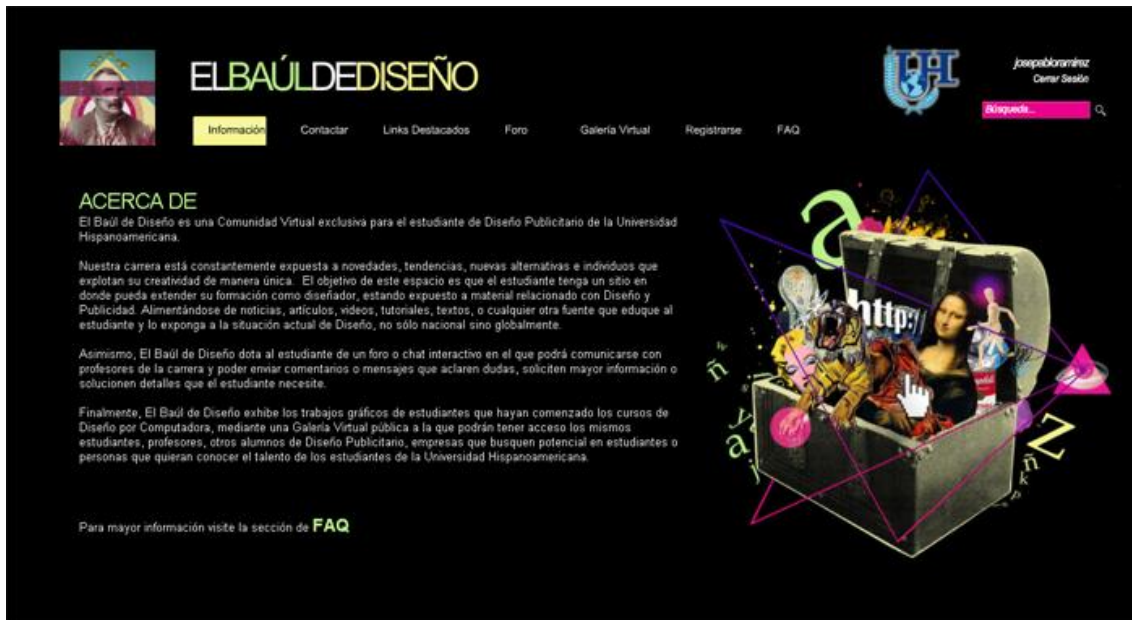 ELBAÚLDEDISEÑO
UH
josepabloramirez
Cerrar Sesión
Búsqueda...
Información
Contactar
Links Destacados
Foro
Galería Virtual
Registrarse
FAQ
ACERCA DE
El Baúl de Diseño es una Comunidad Virtual exclusiva para el estudiante de Diseño Publicitario de la Universidad
Hispanoamericana.
Nuestra carrera está constantemente expuesta a novedades, tendencias, nuevas alternativas e individuos que
explotan su creatividad de manera única. El objetivo de este espacio es que el estudiante tenga un sitio en
donde pueda extender su formación como diseñador, estando expuesto a material relacionado con Diseño y
Publicidad. Alimentándose de noticias, artículos, videos, tutoriales, textos, o cualquier otra fuente que eduque al
estudiante y lo exponga a la situación actual de Diseño, no sólo nacional sino globalmente.
Asimismo, El Baúl de Diseño dota al estudiante de un foro o chat interactivo en el que podrá comunicarse con
profesores de la carrera y poder enviar comentarios o mensajes que aclaren dudas, soliciten mayor información o
solucionen detalles que el estudiante necesite.
Finalmente, El Baúl de Diseño exhibe los trabajos gráficos de estudiantes que hayan comenzado los cursos de
Diseño por Computadora, mediante una Galería Virtual pública a la que podrán tener acceso los mismos
estudiantes, profesores, otros alumnos de Diseño Publicitario, empresas que busquen potencial en estudiantes o
personas que quieran conocer el talento de los estudiantes de la Universidad Hispanoamericana.
Para mayor información visite la sección de FAQ
a
http:/
ñ
w
y
a
j
Z
ñ
k
p